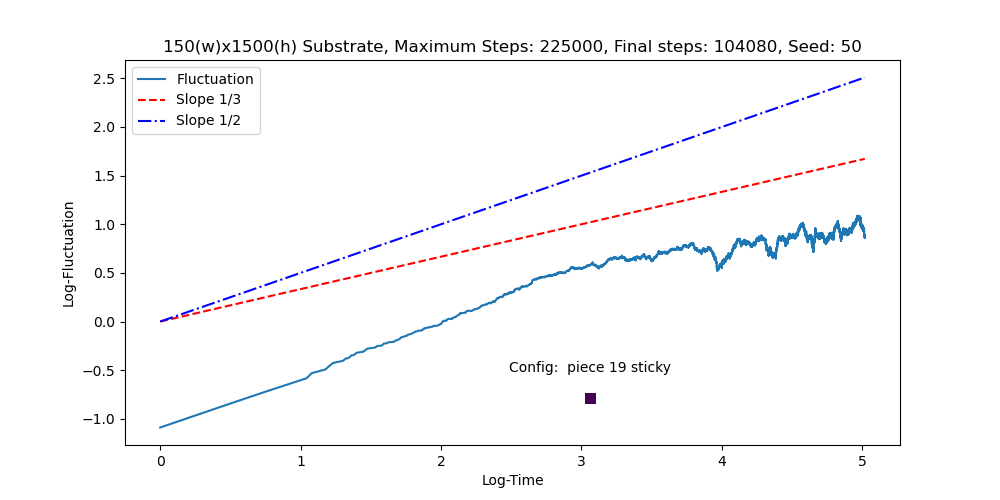 150(w)x1500(h) Substrate, Maximum Steps: 225000, Final steps: 104080, Seed: 50
Fluctuation
Slope 1/3
Slope 1/2
2.5
2.0
1.5
1.0
0.5
0.0
−0.5
−1.0
Log-Fluctuation
Config:  piece 19 sticky
0 1 2 3 4 5
Log-Time